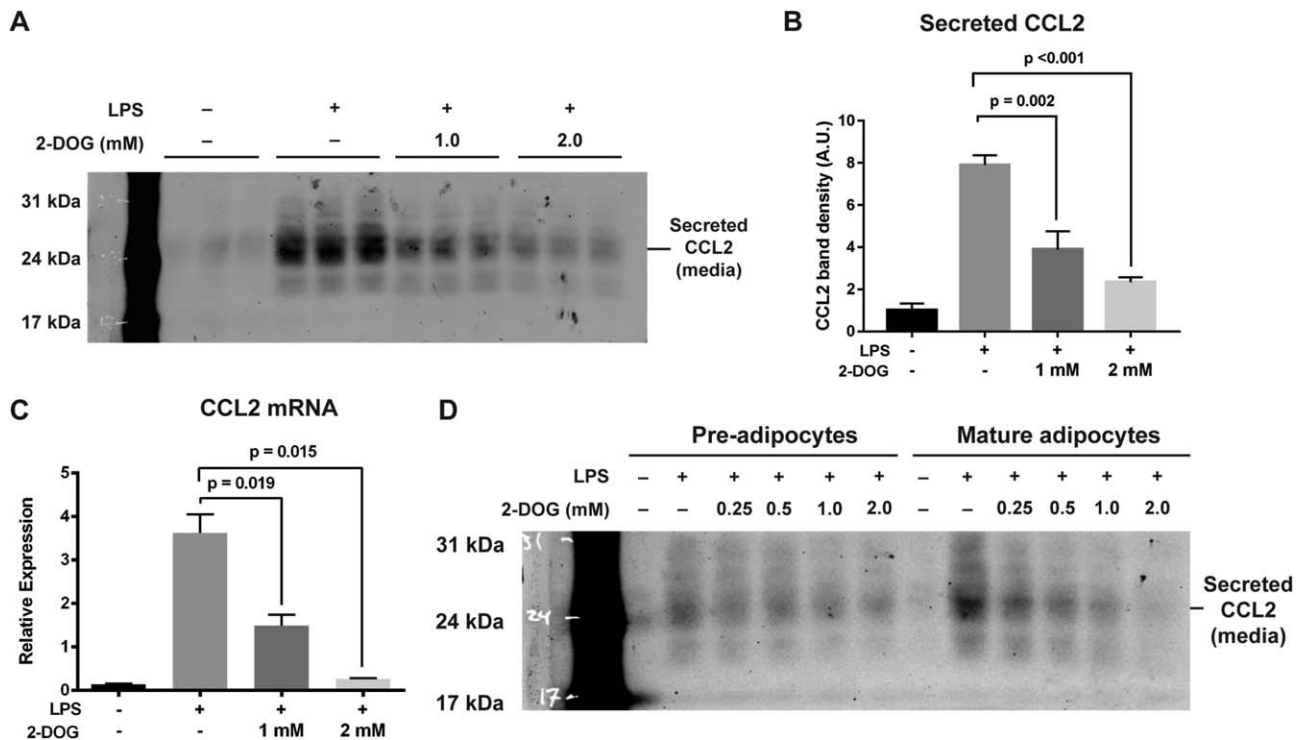 A
LPS – + + +
2-DOG (mM) – – 1.0 2.0
31 kDa
24 kDa
17 kDa
Secreted
CCL2
(media)
B
Secreted CCL2
p <0.001
p = 0.002
CCL2 band density (A.U.)
10
8
6
4
2
0
LPS - + + +
2-DOG - - 1 mM 2 mM
C
CCL2 mRNA
p = 0.015
p = 0.019
Relative Expression
5
4
3
2
1
0
LPS - + + +
2-DOG - - 1 mM 2 mM
D
Pre-adipocytes Mature adipocytes
LPS – + + + + + – + + + + +
2-DOG (mM) – – 0.25 0.5 1.0 2.0 – – 0.25 0.5 1.0 2.0
31 kDa
24 kDa
17 kDa
31
24
17
Secreted
CCL2
(media)